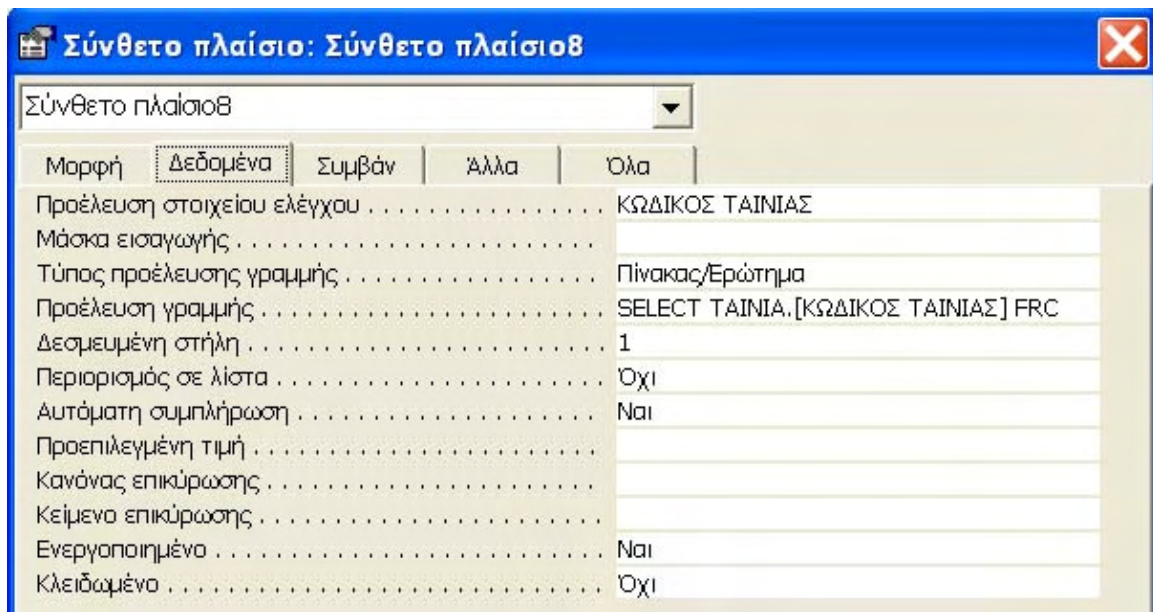 Σύνθετο πλαίσιο: Σύνθετο πλαίσιο8
Σύνθετο πλαίσιο8
Μορφή Δεδομένα Συμβάν Άλλα Όλα
Προέλευση στοιχείου ελέγχου . . . . . . . . . . . . . . . . . ΚΩΔΙΚΟΣ ΤΑΙΝΙΑΣ
Μάσκα εισαγωγής . . . . . . . . . . . . . . . . . . . . . . . . . .
Τύπος προέλευσης γραμμής . . . . . . . . . . . . . . . . . . . Πίνακας/Ερώτημα
Προέλευση γραμμής . . . . . . . . . . . . . . . . . . . . . . . . . SELECT ΤΑΙΝΙΑ.[ΚΩΔΙΚΟΣ ΤΑΙΝΙΑΣ] FRC
Δεσμευμένη στήλη . . . . . . . . . . . . . . . . . . . . . . . . . . 1
Περιορισμός σε λίστα . . . . . . . . . . . . . . . . . . . . . . . . Όχι
Αυτόματη συμπλήρωση . . . . . . . . . . . . . . . . . . . . . . Ναι
Προεπιλεγμένη τιμή . . . . . . . . . . . . . . . . . . . . . . . . .
Κανόνας επικύρωσης . . . . . . . . . . . . . . . . . . . . . . . .
Κείμενο επικύρωσης . . . . . . . . . . . . . . . . . . . . . . . . .
Ενεργοποιημένο . . . . . . . . . . . . . . . . . . . . . . . . . . . Ναι
Κλειδωμένο . . . . . . . . . . . . . . . . . . . . . . . . . . . . . . Όχι